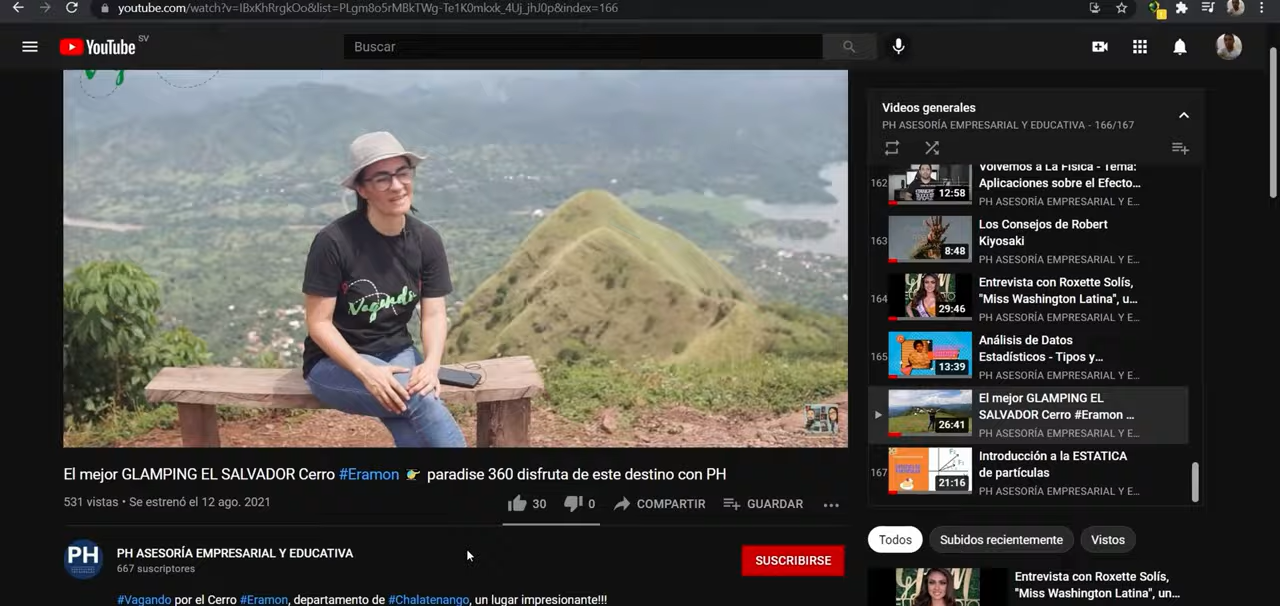 youtube.com/watch?v=IBxKhRrgkOo&list=PLgm8o5rMBkTWg-Te1K0mkxk_4Uj_jhJ0p&index=166
YouTube SV
Buscar
Vagando
El mejor GLAMPING EL SALVADOR Cerro #Eramon paradise 360 disfruta de este destino con PH
531 vistas • Se estrenó el 12 ago. 2021
30
0
COMPARTIR
GUARDAR
PH
PH ASESORÍA EMPRESARIAL Y EDUCATIVA
667 suscriptores
SUSCRIBIRSE
#Vagando por el Cerro #Eramon, departamento de #Chalatenango, un lugar impresionante!!!
Videos generales
PH ASESORÍA EMPRESARIAL Y EDUCATIVA - 166/167
162
12:58
Volvemos a La Física - Tema:
Aplicaciones sobre el Efecto...
PH ASESORÍA EMPRESARIAL Y E...
163
8:48
Los Consejos de Robert
Kiyosaki
PH ASESORÍA EMPRESARIAL Y E...
164
29:46
Entrevista con Roxette Solís,
"Miss Washington Latina", u...
PH ASESORÍA EMPRESARIAL Y E...
165
13:39
Análisis de Datos
Estadísticos - Tipos y...
PH ASESORÍA EMPRESARIAL Y E...
26:41
El mejor GLAMPING EL
SALVADOR Cerro #Eramon ...
PH ASESORÍA EMPRESARIAL Y E...
167
21:16
Introducción a la ESTATICA
de partículas
PH ASESORÍA EMPRESARIAL Y E...
Todos
Subidos recientemente
Vistos
Entrevista con Roxette Solís,
"Miss Washington Latina", un...